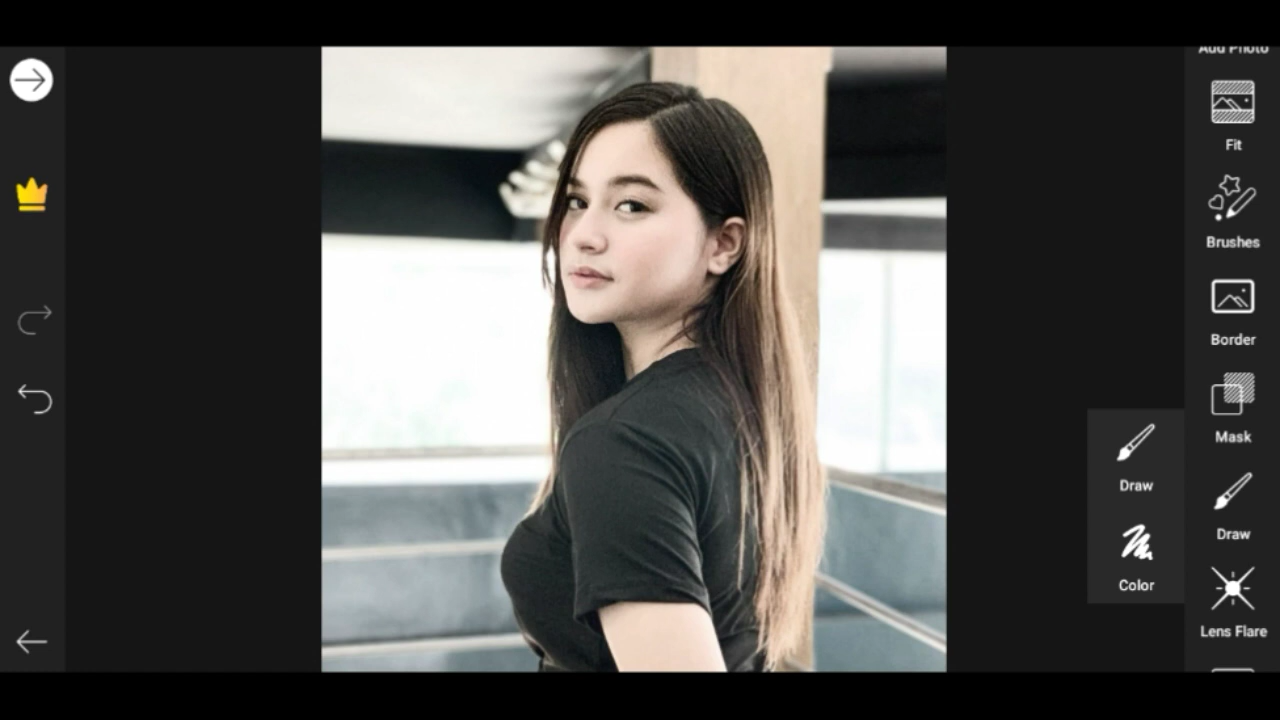 Add Photo
Fit
Brushes
Border
Mask
Draw
Draw
Color
Lens Flare